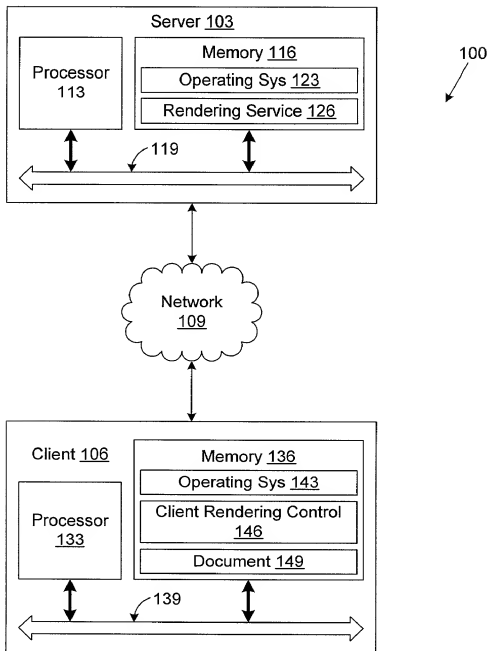 Server 103
Processor
113
Memory 116
Operating Sys 123
Rendering Service 126
100
119
Network
109
Client 106
Processor
133
Memory 136
Operating Sys 143
Client Rendering Control
146
Document 149
139